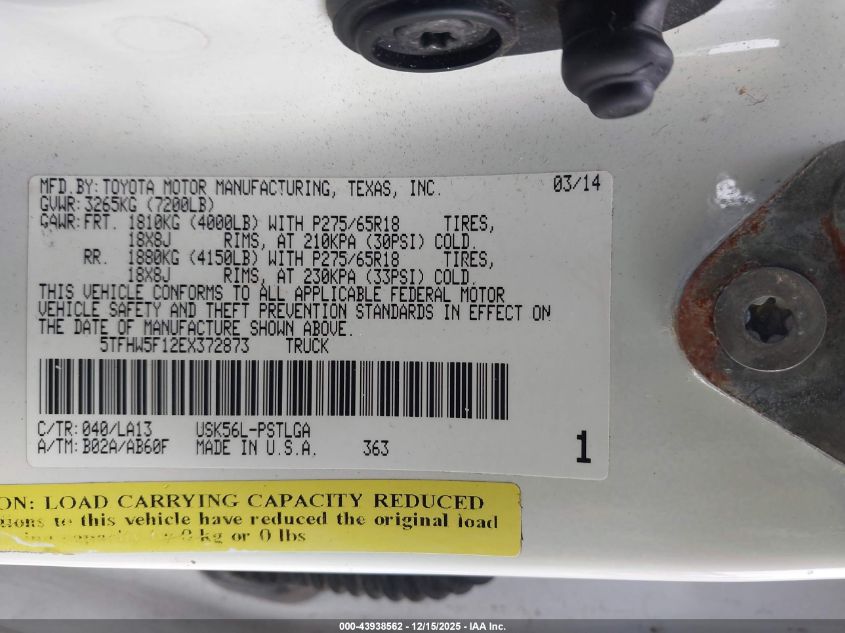 MFD.BY: TOYOTA MOTOR MANUFACTURING, TEXAS, INC. 03/14
GVWR: 3265KG (7200LB)
GAWR: FRT. 1810KG (4000LB) WITH P275/65R18 TIRES,
18X8J RIMS, AT 210KPA (30PSI) COLD.
RR. 1880KG (4150LB) WITH P275/65R18 TIRES,
18X8J RIMS, AT 230KPA (33PSI) COLD.
THIS VEHICLE CONFORMS TO ALL APPLICABLE FEDERAL MOTOR
VEHICLE SAFETY AND THEFT PREVENTION STANDARDS IN EFFECT ON
THE DATE OF MANUFACTURE SHOWN ABOVE.
5TFHW5F12EX372873 TRUCK
C/TR: 040/LA13 USK56L-PSTLGA
A/TM: B02A/AB60F MADE IN U.S.A. 363 1
ON: LOAD CARRYING CAPACITY REDUCED
to this vehicle have reduced the original load
kg or 0 lbs
000-43938562 - 12/15/2025 - IAA Inc.